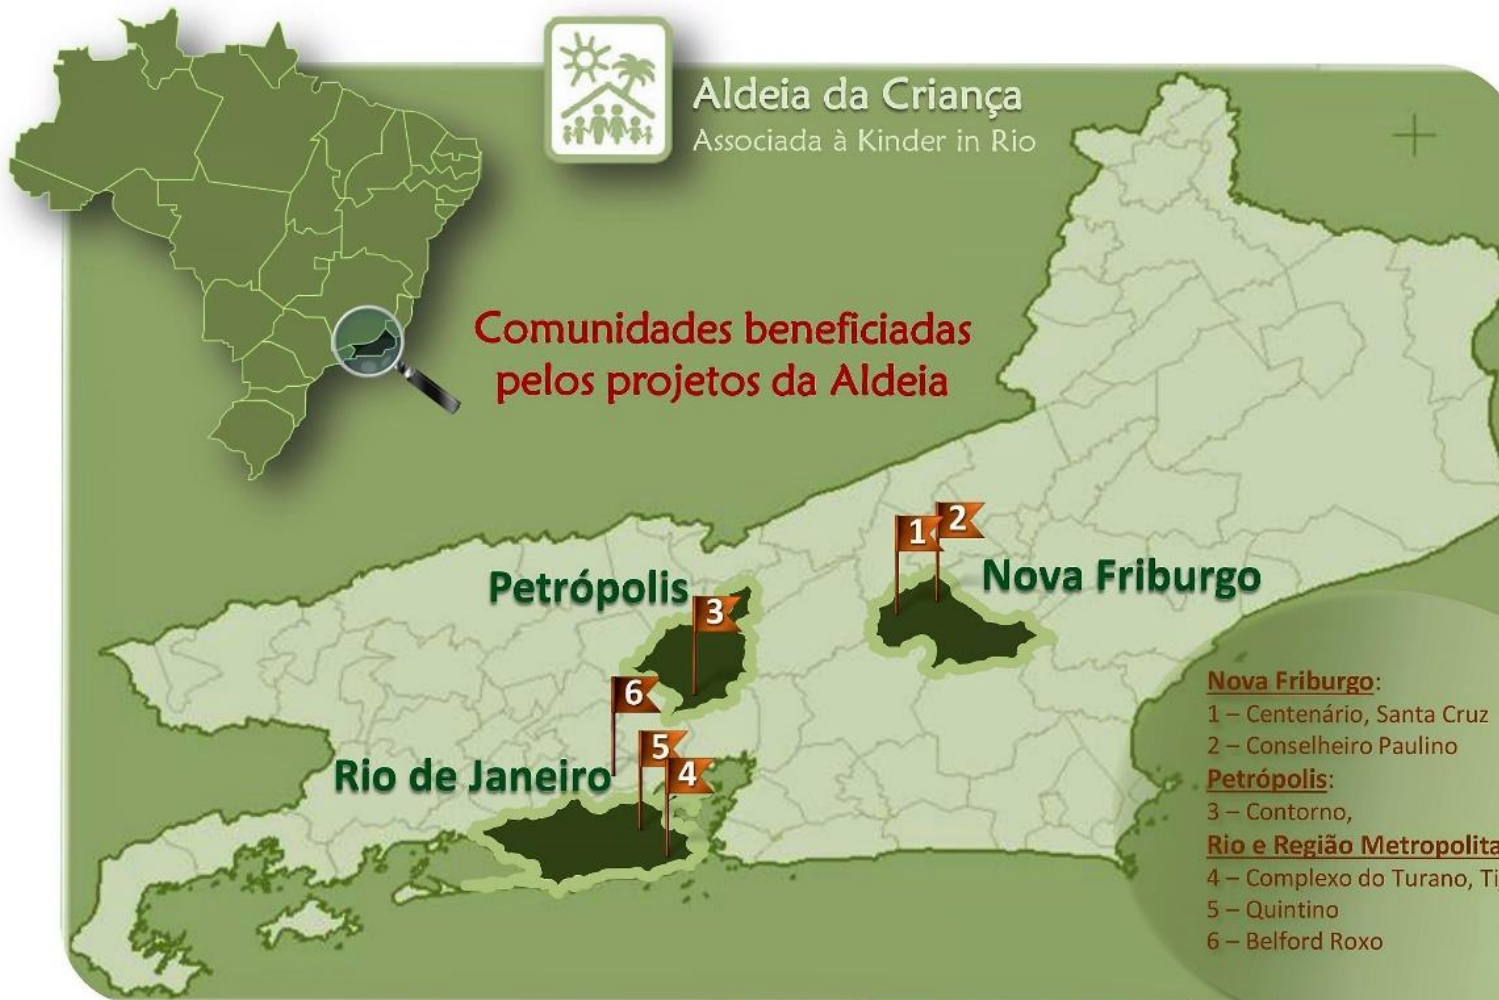 Aldeia da Criança
Associada à Kinder in Rio
Comunidades beneficiadas
pelos projetos da Aldeia
1
2
Nova Friburgo
Petrópolis
3
6
5
4
Rio de Janeiro
Nova Friburgo:
1 – Centenário, Santa Cruz
2 – Conselheiro Paulino
Petrópolis:
3 – Contorno,
Rio e Região
4 – Complexo do Turano,
5 – Quintino
6 – Belford Roxo